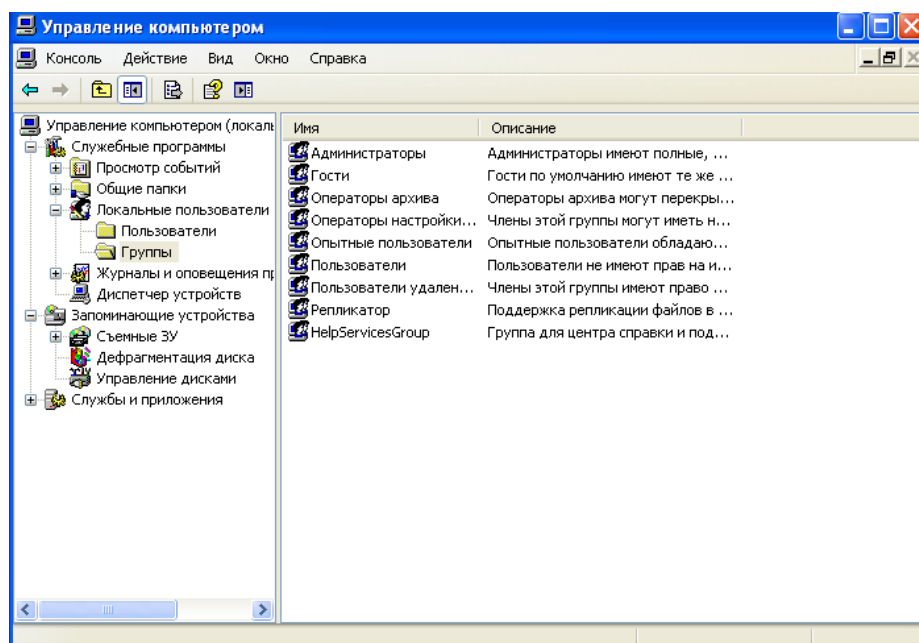 Управление компьютером
Консоль Действие Вид Окно Справка
Управление компьютером (локаль
Служебные программы
Просмотр событий
Общие папки
Локальные пользователи
Пользователи
Группы
Журналы и оповещения пр
Диспетчер устройств
Запоминающие устройства
Съемные ЗУ
Дефрагментация диска
Управление дисками
Службы и приложения
Имя Описание
Администраторы Администраторы имеют полные, ...
Гости Гости по умолчанию имеют те же ...
Операторы архива Операторы архива могут перекры...
Операторы настройки... Члены этой группы могут иметь н...
Опытные пользователи Опытные пользователи обладаю...
Пользователи Пользователи не имеют прав на и...
Пользователи удален... Члены этой группы имеют право ...
Репликатор Поддержка репликации файлов в ...
HelpServicesGroup Группа для центра справки и под...